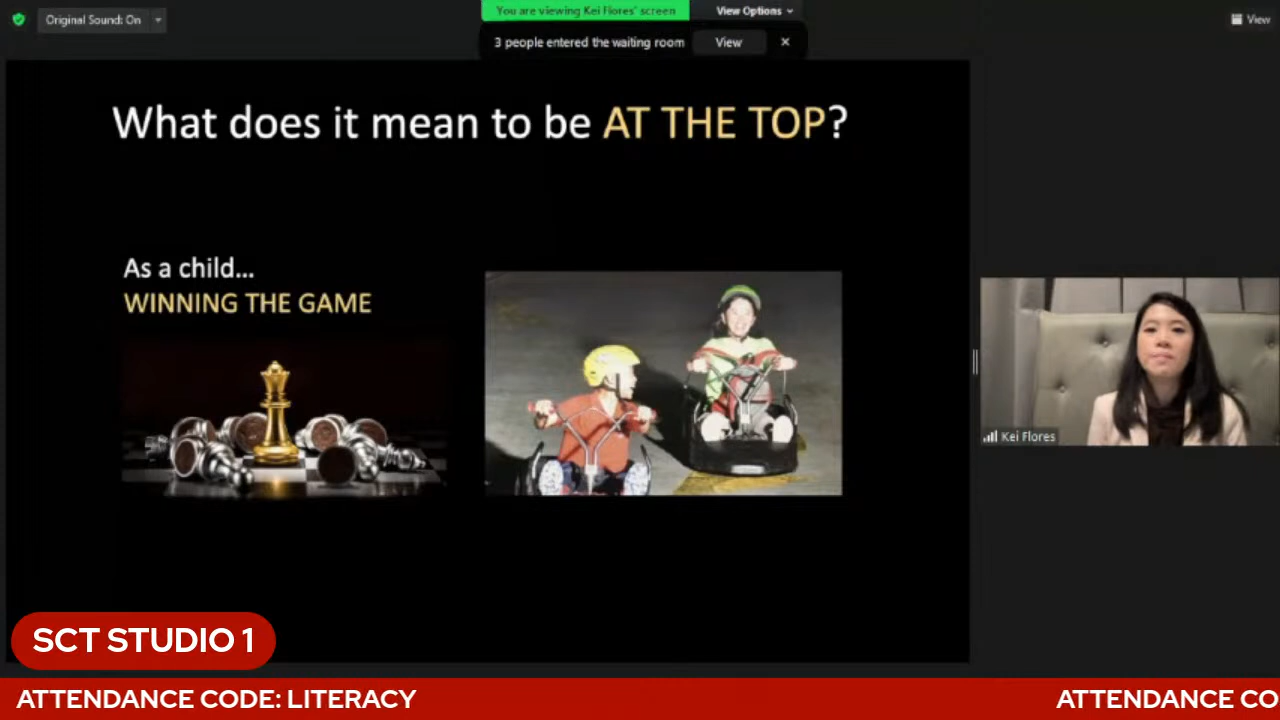 Original Sound: On
You are viewing Kei Flores' screen
View Options
3 people entered the waiting room
View
View
What does it mean to be AT THE TOP?
As a child...
WINNING THE GAME
Kei Flores
SCT STUDIO 1
ATTENDANCE CODE: LITERACY
ATTENDANCE CO